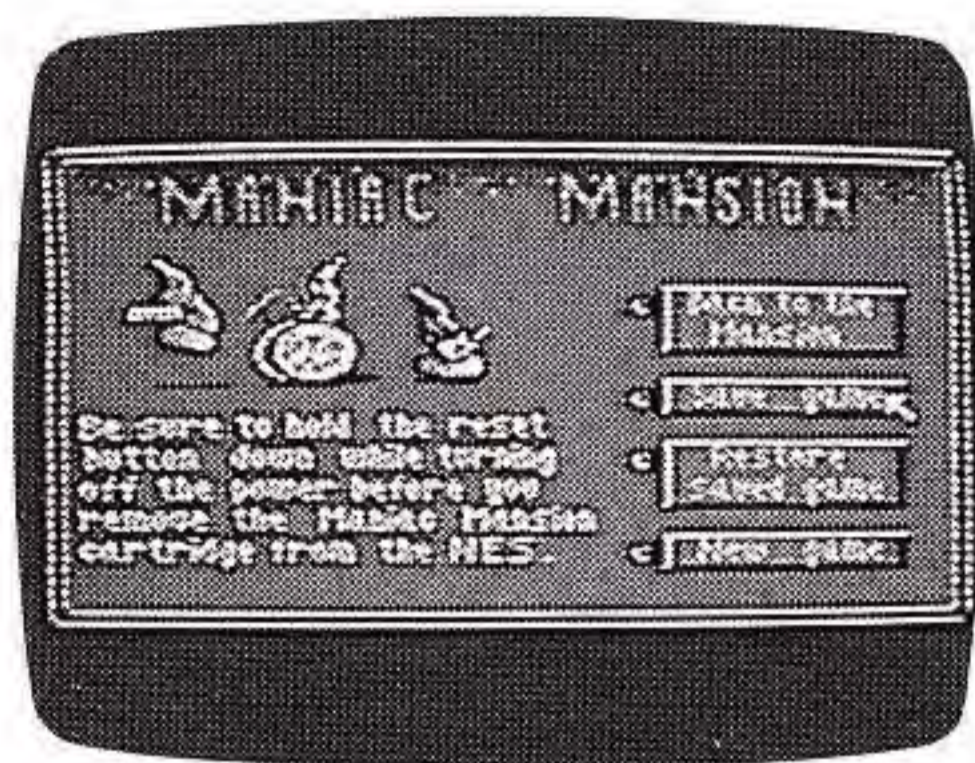 MANIAC MANSION
Be sure to hold the reset
button down while turning
off the power before you
remove the Maniac Mansion
cartridge from the NES.
Back to the
Mansion
Save game
Restore
saved game
New game